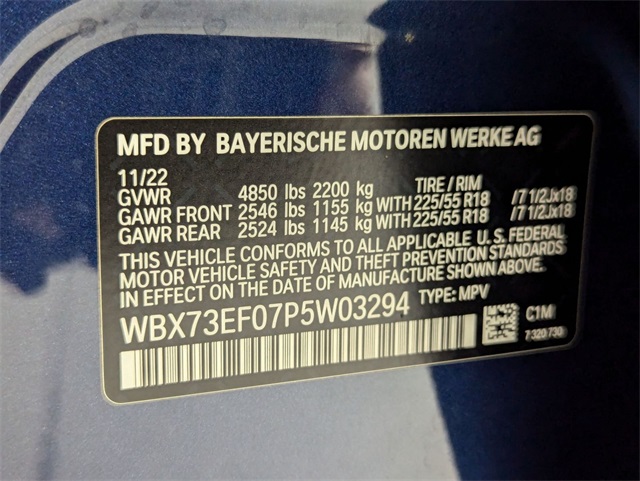 MFD BY BAYERISCHE MOTOREN WERKE AG
11/22 TIRE / RIM
GVWR 4850 lbs 2200 kg
GAWR FRONT 2546 lbs 1155 kg WITH 225/55 R18 /7 1/2Jx18
GAWR REAR 2524 lbs 1145 kg WITH 225/55 R18 /7 1/2Jx18
THIS VEHICLE CONFORMS TO ALL APPLICABLE U.S. FEDERAL
MOTOR VEHICLE SAFETY AND THEFT PREVENTION STANDARDS
IN EFFECT ON THE DATE OF MANUFACTURE SHOWN ABOVE.
WBX73EF07P5W03294 TYPE: MPV
C1M
7 320 730